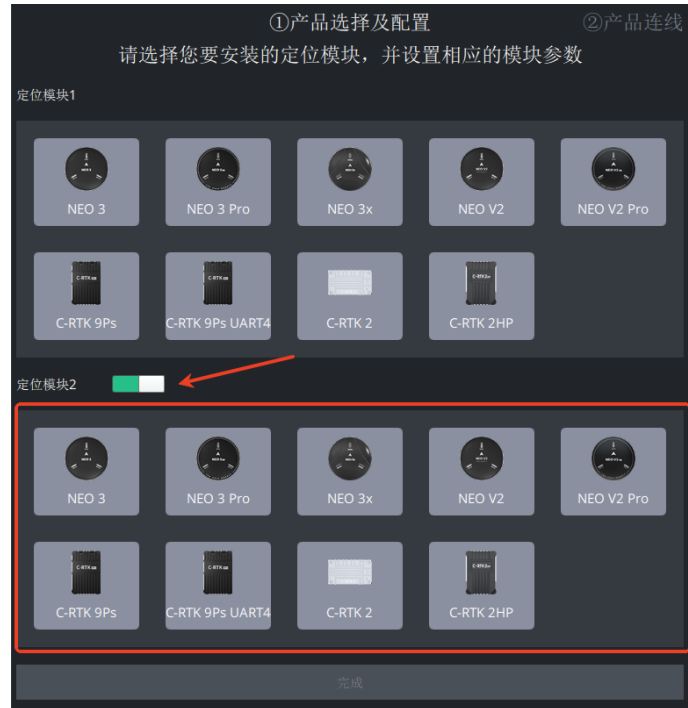 ①产品选择及配置 ②产品连线
请选择您要安装的定位模块，并设置相应的模块参数
定位模块1
NEO 3 NEO 3 Pro NEO 3x NEO V2 NEO V2 Pro
C-RTK 9Ps C-RTK 9Ps UART4 C-RTK 2 C-RTK 2HP
定位模块2
NEO 3 NEO 3 Pro NEO 3x NEO V2 NEO V2 Pro
C-RTK 9Ps C-RTK 9Ps UART4 C-RTK 2 C-RTK 2HP
完成